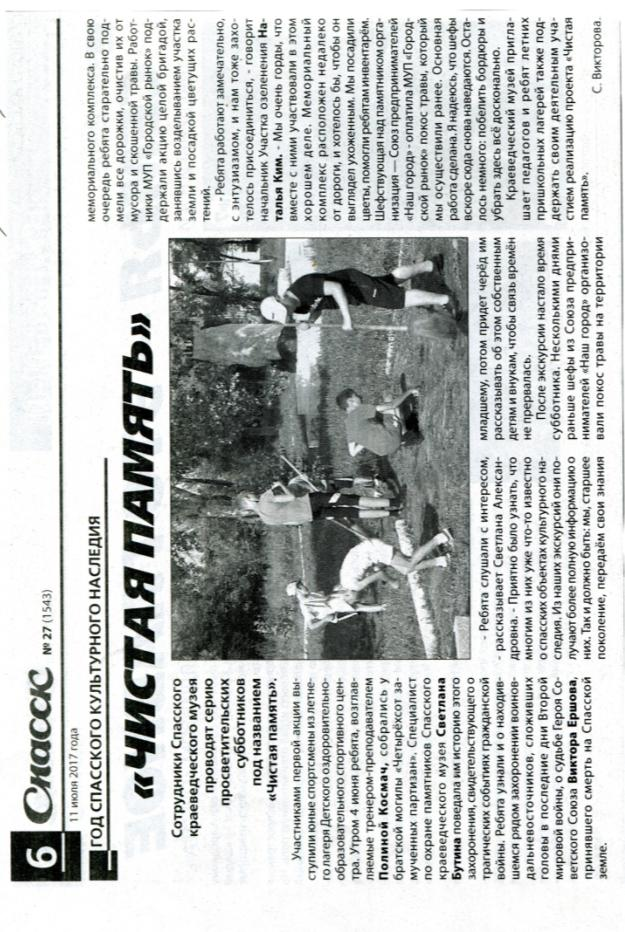 6 Спасск № 27 (1543)
11 июля 2017 года
ГОД СПАССКОГО КУЛЬТУРНОГО НАСЛЕДИЯ
«ЧИСТАЯ ПАМЯТЬ»
Сотрудники Спасского
краеведческого музея
проводят серию
просветительских
субботников
под названием
«Чистая память».
Участниками первой акции вы-
ступили юные спортсмены из летне-
го лагеря Детского оздоровительно-
образовательного спортивного цен-
тра. Утром 4 июня ребята, возглав-
ляемые тренером-преподавателем
Полиной Космач, собрались у
братской могилы «Четырёхсот за-
мученных партизан». Специалист
по охране памятников Спасского
краеведческого музея Светлана
Бутина поведала им историю этого
захоронения, свидетельствующего о
трагических событиях гражданской
войны. Ребята узнали и о находив-
шемся рядом захоронении воинов-
дальневосточников, сложивших
головы в последние дни Второй
мировой войны, о судьбе Героя Со-
ветского Союза Виктора Ершова,
принявшего смерть на Спасской
земле.
- Ребята слушали с интересом,
- рассказывает Светлана Алексан-
дровна. - Приятно было узнать, что
многим из них уже что-то известно
о спасских объектах культурного на-
следия. Из наших экскурсий они по-
лучают более полную информацию о
них. Так и должно быть: мы, старшее
поколение, передаём свои знания
младшему, потом придет черёд им
рассказывать об этом собственным
детям и внукам, чтобы связь времён
не прервалась.
После экскурсии настало время
субботника. Несколькими днями
раньше шефы из Союза предпри-
нимателей «Наш город» организо-
вали покос травы на территории
мемориального комплекса. В свою
очередь ребята старательно под-
мели все дорожки, очистив их от
мусора и скошенной травы. Работ-
ники МУП «Городской рынок» под-
держали акцию целой бригадой,
занявшись возделыванием участка
земли и посадкой цветущих рас-
тений.
- Ребята работают замечательно,
с энтузиазмом, и нам тоже захо-
телось присоединиться, - говорит
начальник Участка озеленения На-
талья Ким. - Мы очень горды, что
вместе с ними участвовали в этом
хорошем деле. Мемориальный
комплекс расположен недалеко
от дороги, и хотелось бы, чтобы он
выглядел ухоженным. Мы посадили
цветы, помогли ребятам инвентарём.
Шефствующая над памятником орга-
низация — Союз предпринимателей
«Наш город» - оплатила МУП «Город-
ской рынок» покос травы, который
мы осуществили ранее. Основная
работа сделана. Я надеюсь, что шефы
вскоре сюда снова наведаются. Оста-
лось немного: побелить бордюры и
убрать здесь всё досконально.
Краеведческий музей пригла-
шает педагогов и ребят летних
пришкольных лагерей также под-
держать своим деятельным уча-
стием реализацию проекта «Чистая
память».
С. Викторова.